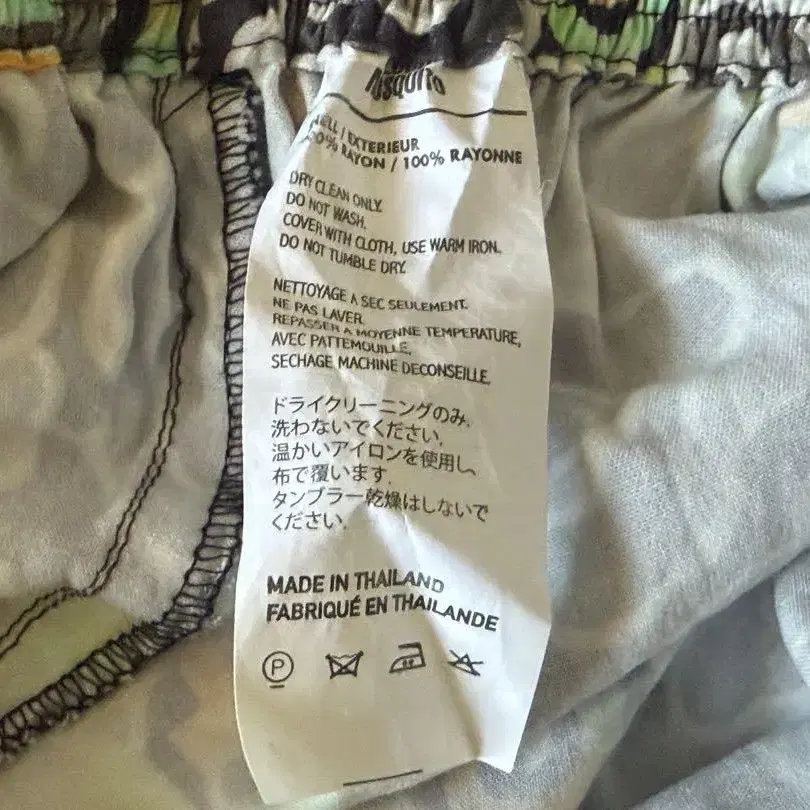 EXTERIEUR
RAYON / 100% RAYONNE
DRY CLEAN ONLY.
DO NOT WASH.
COVER WITH CLOTH, USE WARM IRON.
DO NOT TUMBLE DRY.
NETTOYAGE A SEC SEULEMENT.
NE PAS LAVER.
REPASSER A MOYENNE TEMPERATURE,
AVEC PATTEMOUILLE.
SECHAGE MACHINE DECONSEILLE.
ドライクリーニングのみ.
洗わないでください.
温かいアイロンを使用し、
布で覆います.
タンブラー乾燥はしないで
ください.
MADE IN THAILAND
FABRIQUÉ EN THAILANDE
P